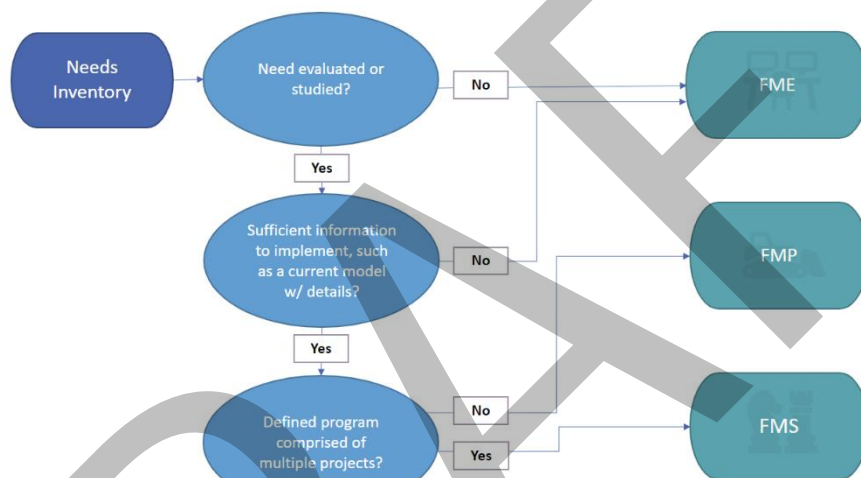 Needs
Inventory
Need evaluated or
studied?
No
FME
Yes
Sufficient information
to implement, such
as a current model
w/ details?
No
FMP
Yes
Defined program
comprised of
multiple projects?
No
Yes
FMS